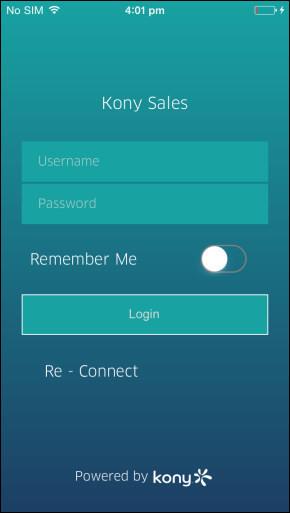 No SIM 4:01 pm
Kony Sales
Username
Password
Remember Me
Login
Re - Connect
Powered by kony